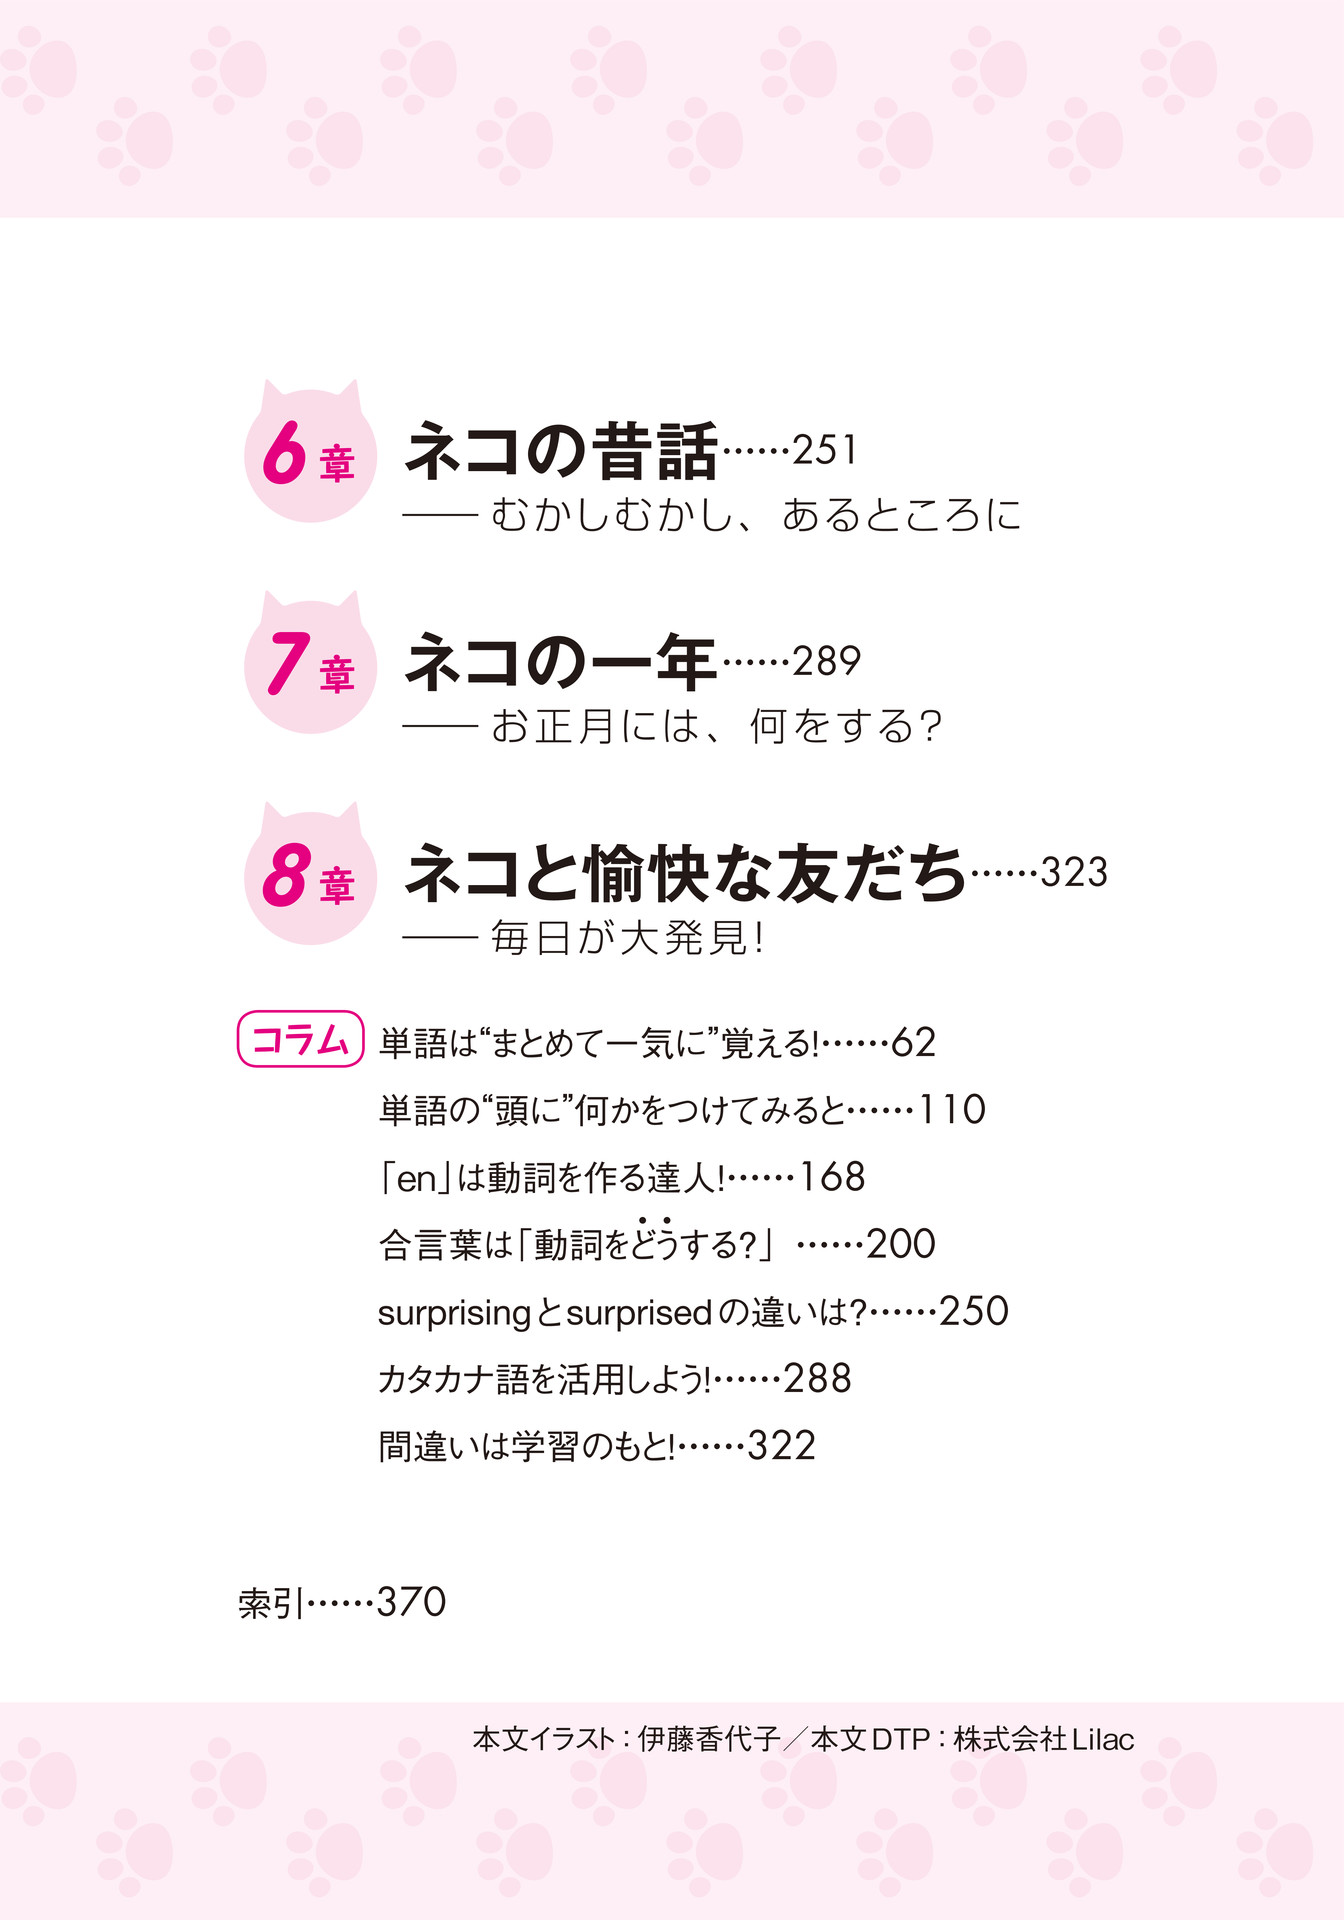 6章 ネコの昔話……251
―― むかしむかし、あるところに
7章 ネコの一年……289
―― お正月には、何をする?
8章 ネコと愉快な友だち……323
―― 毎日が大発見!
コラム 単語は“まとめて一気に”覚える!……62
単語の“頭に”何かをつけてみると……110
「en」は動詞を作る達人!……168
合言葉は「動詞をどうする?」……200
surprisingとsurprisedの違いは?……250
カタカナ語を活用しよう!……288
間違いは学習のもと!……322
索引……370
本文イラスト:伊藤香代子/本文DTP:株式会社Lilac